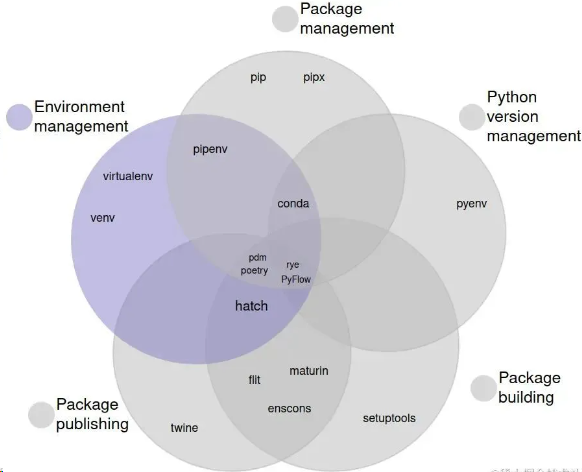 Package
management
pip pipx
Environment
management
Python
version
management
pipenv
virtualenv
conda
venv
pyenv
pdm
poetry
rye
PyFlow
hatch
flit
maturin
enscons
Package
building
Package
publishing
twine
setuptools